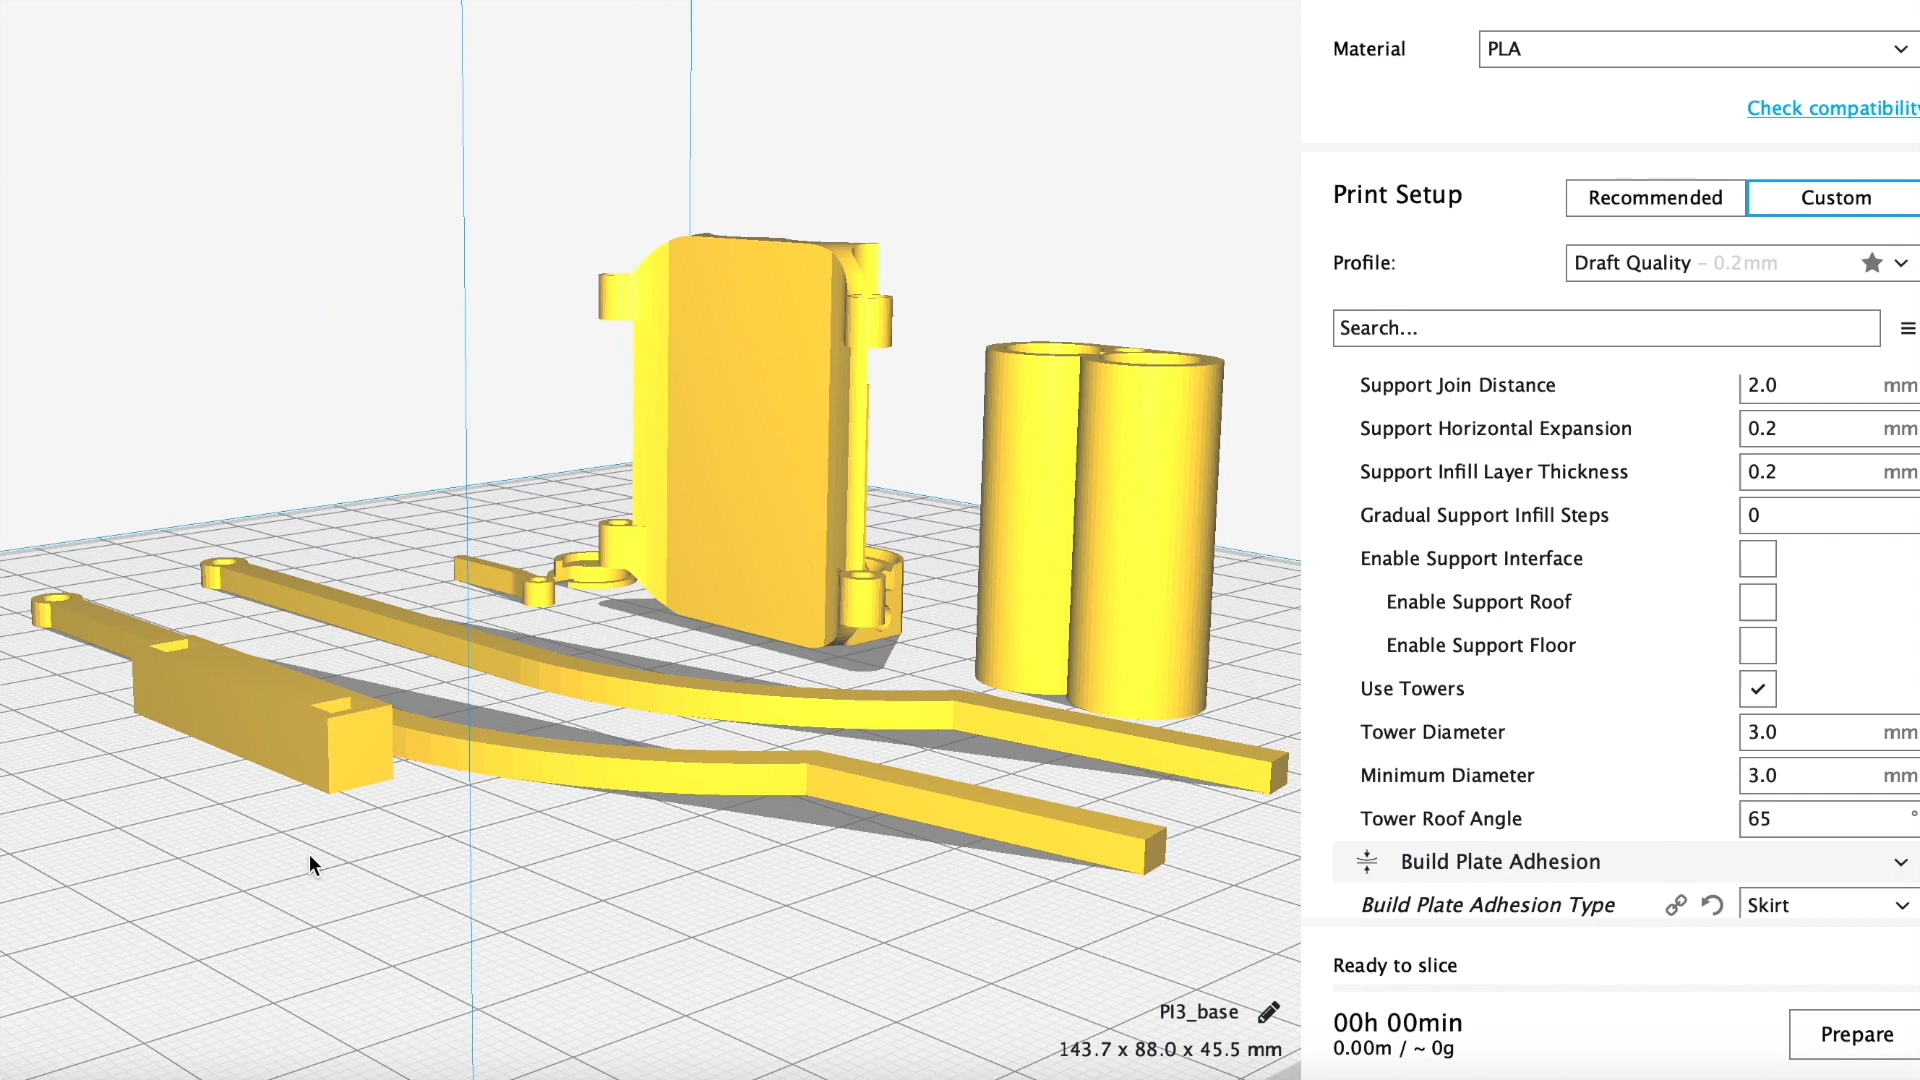 Material PLA
Check compatibility
Print Setup Recommended Custom
Profile: Draft Quality – 0.2mm
Search...
Support Join Distance 2.0 mm
Support Horizontal Expansion 0.2 mm
Support Infill Layer Thickness 0.2 mm
Gradual Support Infill Steps 0
Enable Support Interface
Enable Support Roof
Enable Support Floor
Use Towers
Tower Diameter 3.0 mm
Minimum Diameter 3.0 mm
Tower Roof Angle 65 °
Build Plate Adhesion
Build Plate Adhesion Type Skirt
Ready to slice
00h 00min
0.00m / ~ 0g
Prepare
PI3_base
143.7 x 88.0 x 45.5 mm